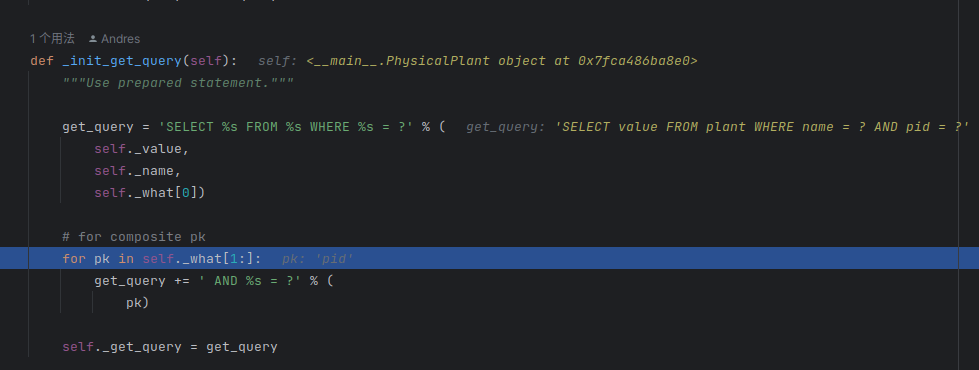 1 个用法 Andres
def _init_get_query(self): self: <__main__.PhysicalPlant object at 0x7fca486ba8e0>
"""Use prepared statement."""
get_query = 'SELECT %s FROM %s WHERE %s = ?' % ( get_query: 'SELECT value FROM plant WHERE name = ? AND pid = ?'
self._value,
self._name,
self._what[0])
# for composite pk
for pk in self._what[1:]: pk: 'pid'
get_query += ' AND %s = ?' % (
pk)
self._get_query = get_query